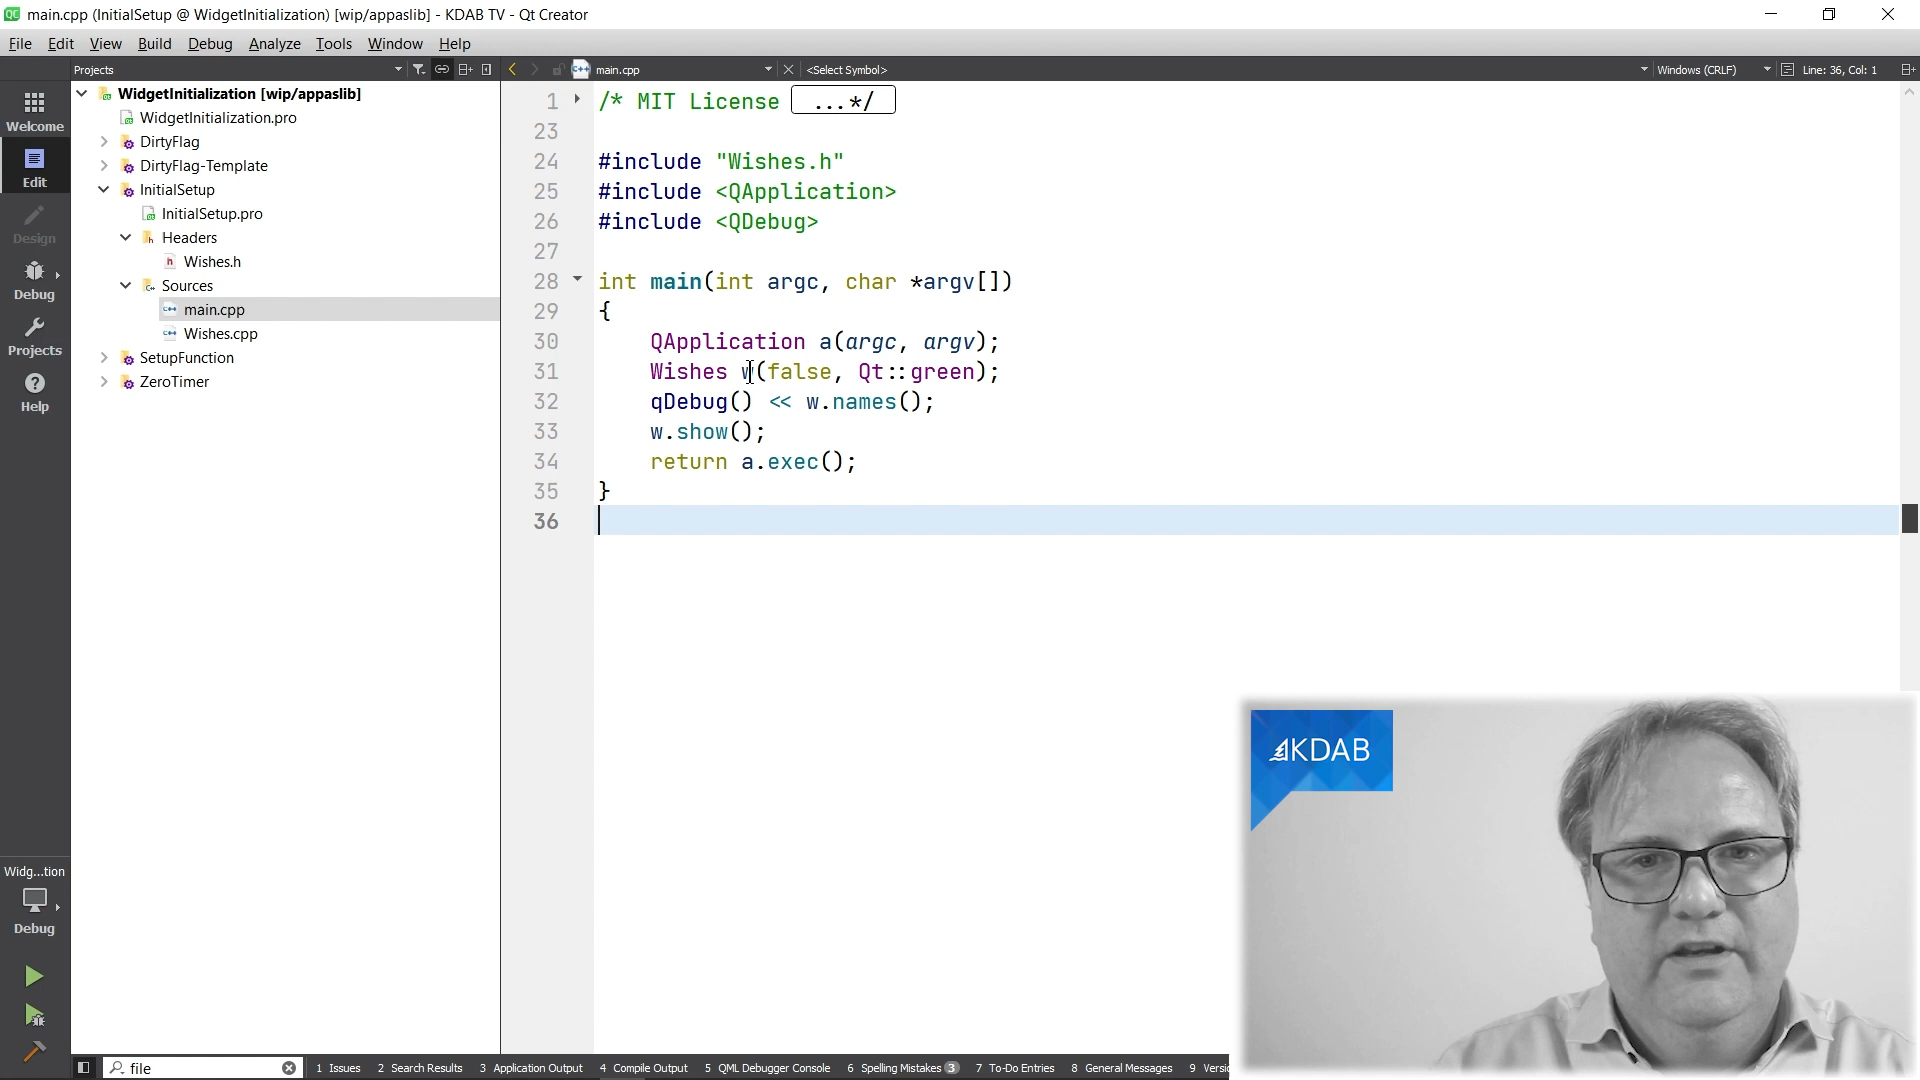 main.cpp (InitialSetup @ WidgetInitialization) [wip/appaslib] - KDAB TV - Qt Creator
File Edit View Build Debug Analyze Tools Window Help
Projects
main.cpp
<Select Symbol>
Windows (CRLF)
Line: 36, Col: 1
Welcome
Edit
Design
Debug
Projects
Help
Widg...tion
Debug
WidgetInitialization [wip/appaslib]
WidgetInitialization.pro
DirtyFlag
DirtyFlag-Template
InitialSetup
InitialSetup.pro
Headers
Wishes.h
Sources
main.cpp
Wishes.cpp
SetupFunction
ZeroTimer
1 /* MIT License ...*/
23
24 #include "Wishes.h"
25 #include <QApplication>
26 #include <QDebug>
27
28 int main(int argc, char *argv[])
29 {
30 QApplication a(argc, argv);
31 Wishes w(false, Qt::green);
32 qDebug() << w.names();
33 w.show();
34 return a.exec();
35 }
36
KDAB
file
1 Issues 2 Search Results 3 Application Output 4 Compile Output 5 QML Debugger Console 6 Spelling Mistakes 3 7 To-Do Entries 8 General Messages 9 Versi